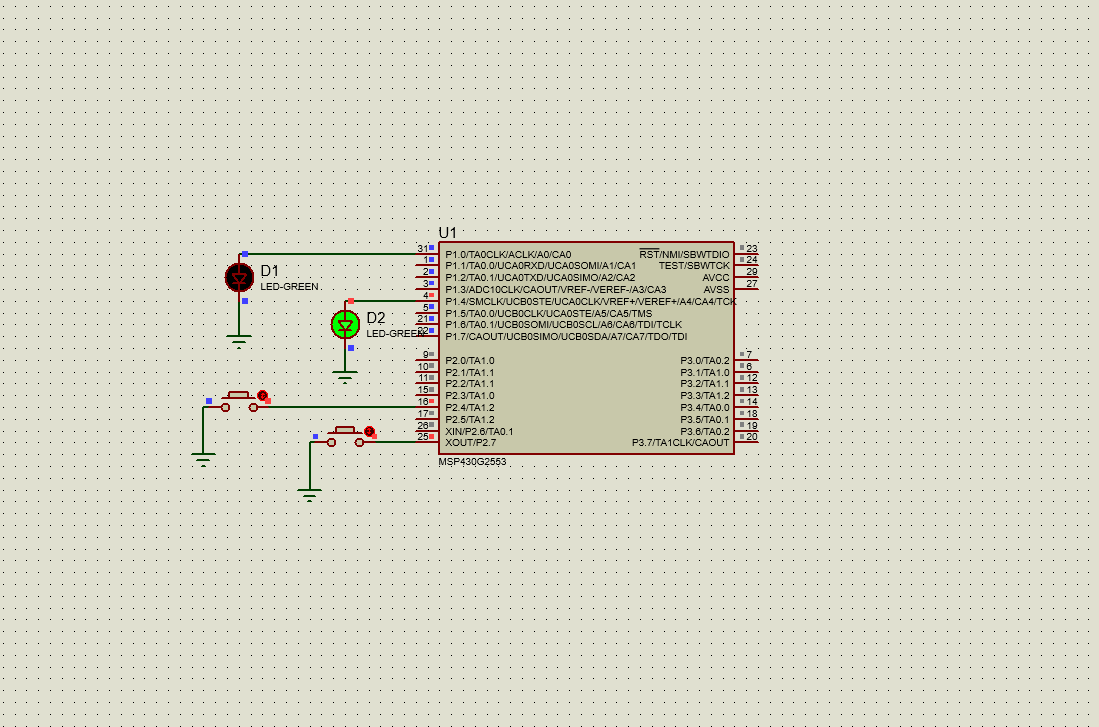 U1
31 P1.0/TA0CLK/ACLK/A0/CA0 RST/NMI/SBWTDIO 23
1 P1.1/TA0.0/UCA0RXD/UCA0SOMI/A1/CA1 TEST/SBWTCK 24
2 P1.2/TA0.1/UCA0TXD/UCA0SIMO/A2/CA2 AVCC 29
3 P1.3/ADC10CLK/CAOUT/VREF-/VEREF-/A3/CA3 AVSS 27
4 P1.4/SMCLK/UCB0STE/UCA0CLK/VREF+/VEREF+/A4/CA4/TCK
5 P1.5/TA0.0/UCB0CLK/UCA0STE/A5/CA5/TMS
21 P1.6/TA0.1/UCB0SOMI/UCB0SCL/A6/CA6/TDI/TCLK
22 P1.7/CAOUT/UCB0SIMO/UCB0SDA/A7/CA7/TDO/TDI
D1
LED-GREEN
D2
LED-GREEN
9 P2.0/TA1.0 P3.0/TA0.2 7
10 P2.1/TA1.1 P3.1/TA1.0 6
11 P2.2/TA1.1 P3.2/TA1.1 12
15 P2.3/TA1.0 P3.3/TA1.2 13
16 P2.4/TA1.2 P3.4/TA0.0 14
17 P2.5/TA1.2 P3.5/TA0.1 18
26 XIN/P2.6/TA0.1 P3.6/TA0.2 19
25 XOUT/P2.7 P3.7/TA1CLK/CAOUT 20
MSP430G2553